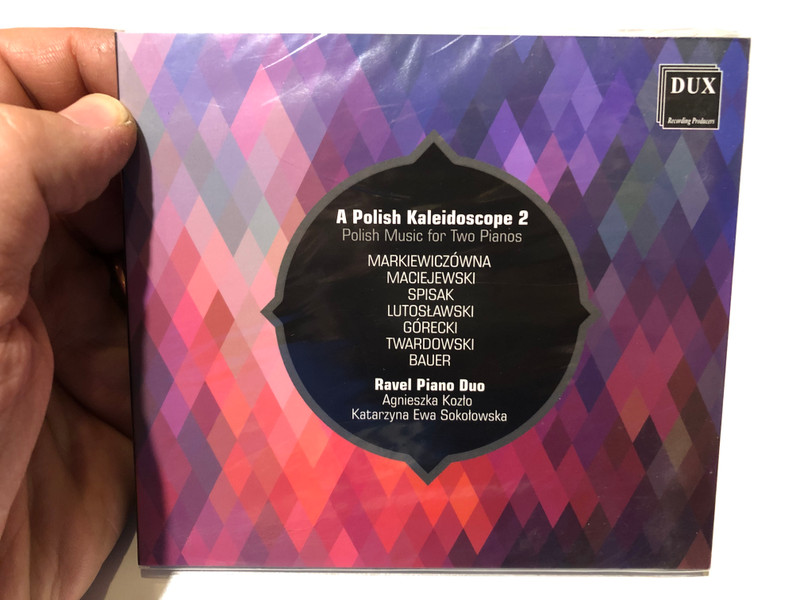 DUX
Recording Producers
A Polish Kaleidoscope 2
Polish Music for Two Pianos
MARKIEWICZÓWNA
MACIEJEWSKI
SPISAK
LUTOSŁAWSKI
GÓRECKI
TWARDOWSKI
BAUER
Ravel Piano Duo
Agnieszka Kozło
Katarzyna Ewa Sokołowska